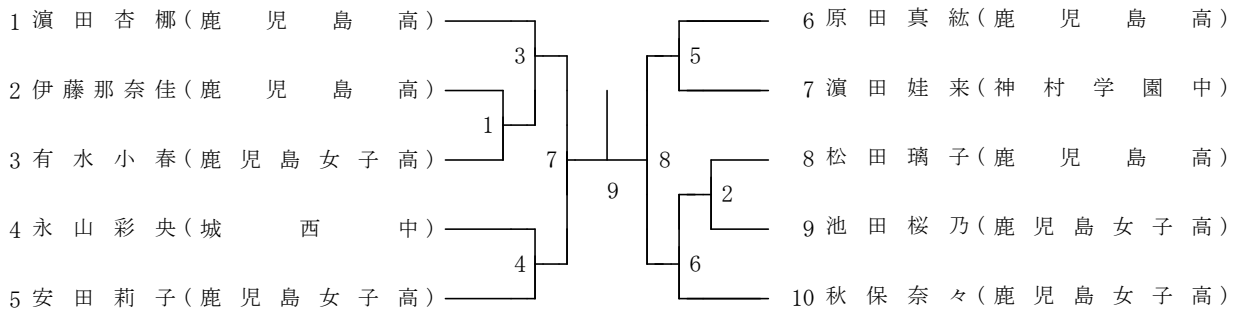 1 濵田杏梛(鹿児島高)
3
2 伊藤那奈佳(鹿児島高)
1
3 有水小春(鹿児島女子高)
7
4 永山彩央(城西中)
4
5 安田莉子(鹿児島女子高)
9
6 原田真紘(鹿児島高)
5
7 濵田娃来(神村学園中)
8
8 松田璃子(鹿児島高)
2
9 池田桜乃(鹿児島女子高)
6
10 秋保奈々(鹿児島女子高)